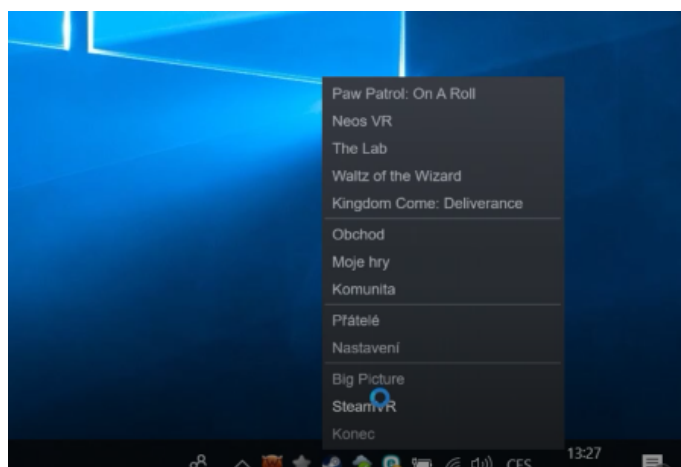 Paw Patrol: On A Roll
Neos VR
The Lab
Waltz of the Wizard
Kingdom Come: Deliverance
Obchod
Moje hry
Komunita
Přátelé
Nastavení
Big Picture
SteamVR
Konec
CES
13:27